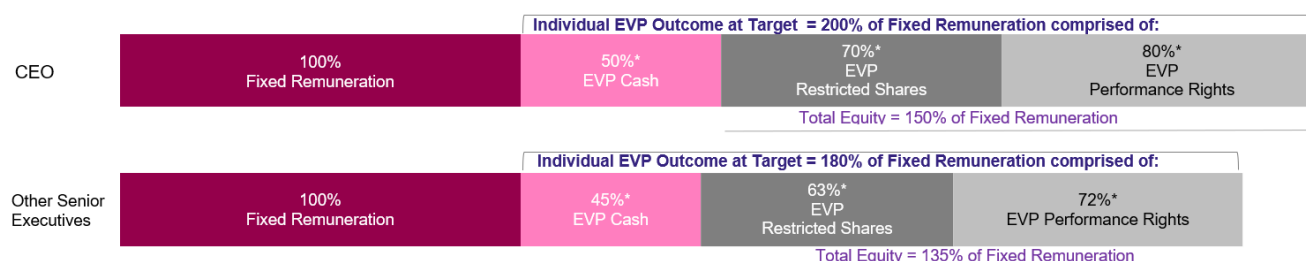 Individual EVP Outcome at Target = 200% of Fixed Remuneration comprised of:
CEO
100%
Fixed Remuneration
50%*
EVP Cash
70%*
EVP
Restricted Shares
80%*
EVP
Performance Rights
Total Equity = 150% of Fixed Remuneration
Individual EVP Outcome at Target = 180% of Fixed Remuneration comprised of:
Other Senior
Executives
100%
Fixed Remuneration
45%*
EVP Cash
63%*
EVP
Restricted Shares
72%*
EVP Performance Rights
Total Equity = 135% of Fixed Remuneration